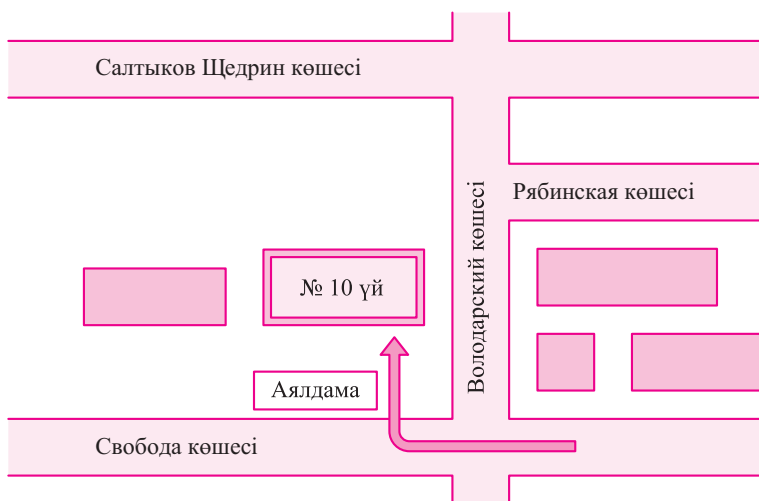 Салтыков Щедрин көшесі
Рябинская көшесі
Володарский көшесі
№ 10 үй
Аялдама
Свобода көшесі